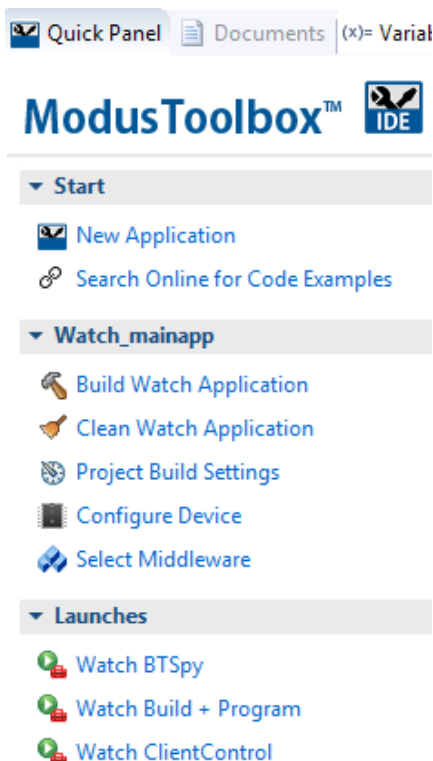 Quick Panel Documents (x)= Varia
ModusToolbox™ IDE
Start
New Application
Search Online for Code Examples
Watch_mainapp
Build Watch Application
Clean Watch Application
Project Build Settings
Configure Device
Select Middleware
Launches
Watch BTSpy
Watch Build + Program
Watch ClientControl